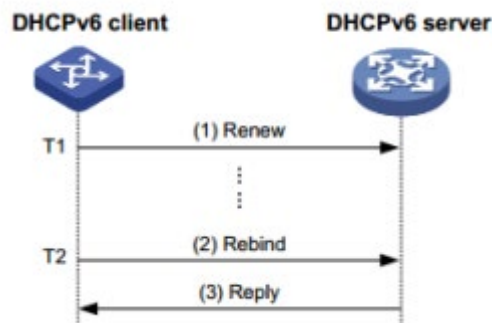 DHCPv6 client DHCPv6 server
(1) Renew
T1
(2) Rebind
T2
(3) Reply